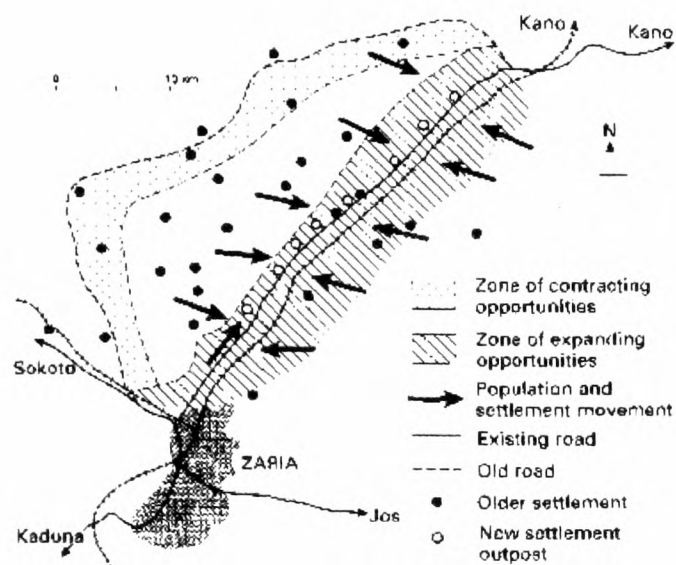 Kano
Kano
0 10 km
N
Zone of contracting
opportunities
Zone of expanding
opportunities
Population and
settlement movement
Existing road
Old road
Older settlement
New settlement
outpost
Sokoto
ZARIA
Jos
Kaduna